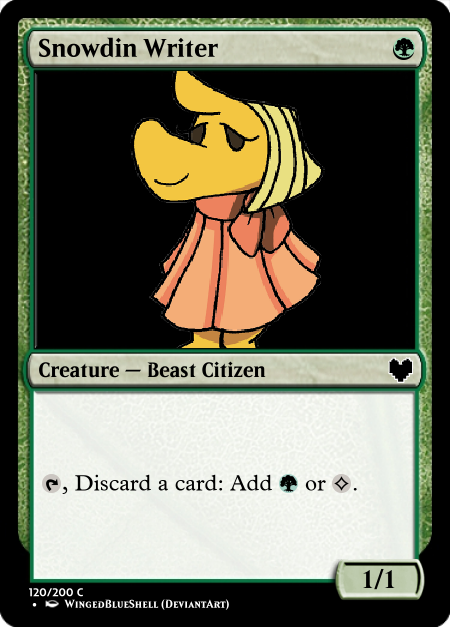 Snowdin Writer
Creature — Beast Citizen
, Discard a card: Add or .
1/1
120/200 C
• WingedBlueShell (DeviantArt)